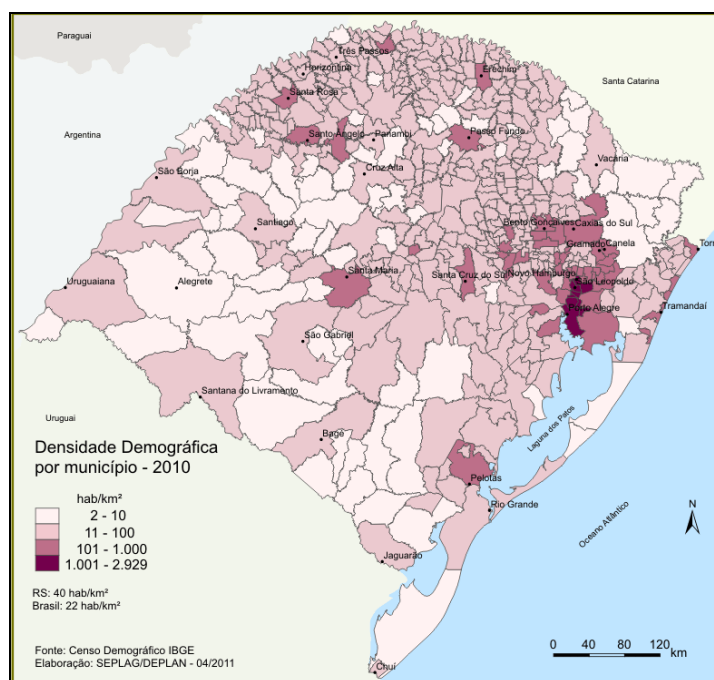 Paraguai
Três Passos
Horizontina
Erechim
Santa Catarina
Santa Rosa
Argentina
Santo Ângelo
Panambi
Passo Fundo
Vacaria
São Borja
Cruz Alta
Santiago
Bento Gonçalves
Caxias do Sul
Gramado
Canela
Torr
Uruguaiana
Alegrete
Santa Maria
Santa Cruz do Sul
Novo Hamburgo
São Leopoldo
Porto Alegre
Tramandaí
São Gabriel
Santana do Livramento
Uruguai
Bagé
Laguna dos Patos
Densidade Demográfica
por município - 2010
Pelotas
Rio Grande
Oceano Atlântico
N
hab/km²
2 - 10
11 - 100
101 - 1.000
1.001 - 2.929
Jaguarão
RS: 40 hab/km²
Brasil: 22 hab/km²
Fonte: Censo Demográfico IBGE
Elaboração: SEPLAG/DEPLAN - 04/2011
Chuí
0 40 80 120
km